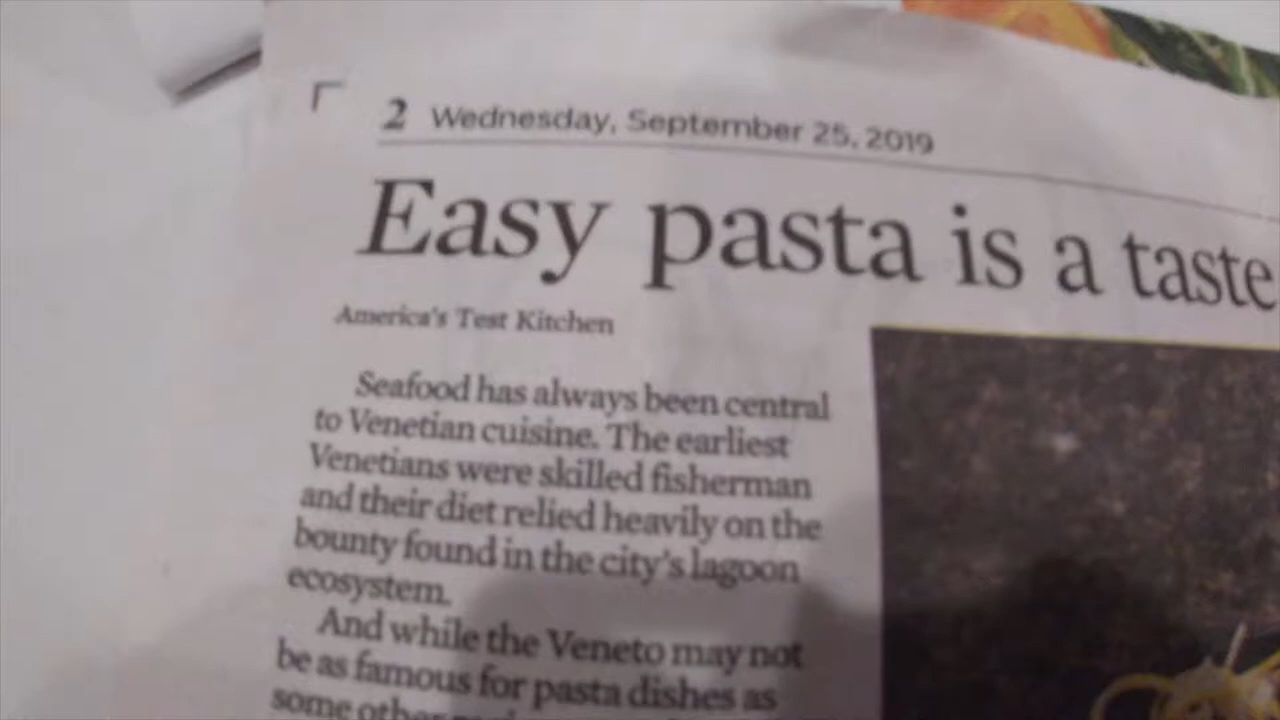 2 Wednesday, September 25, 2019
Easy pasta is a taste
America's Test Kitchen
Seafood has always been central
to Venetian cuisine. The earliest
Venetians were skilled fisherman
and their diet relied heavily on the
bounty found in the city's lagoon
ecosystem.
And while the Veneto may not
be as famous for pasta dishes as
some other